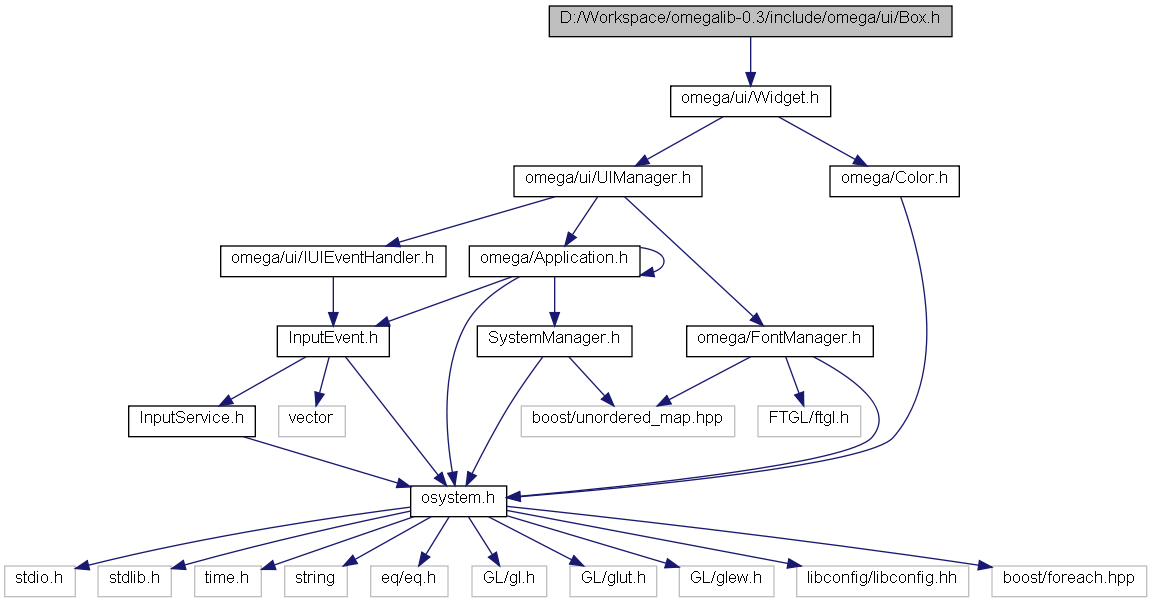 D:/Workspace/omegalib-0.3/include/omega/ui/Box.h
omega/ui/Widget.h
omega/ui/UIManager.h
omega/Color.h
omega/ui/IUIEventHandler.h
omega/Application.h
InputEvent.h
SystemManager.h
omega/FontManager.h
InputService.h
vector
boost/unordered_map.hpp
FTGL/ftgl.h
osystem.h
stdio.h
stdlib.h
time.h
string
eq/eq.h
GL/gl.h
GL/glut.h
GL/glew.h
libconfig/libconfig.hh
boost/foreach.hpp